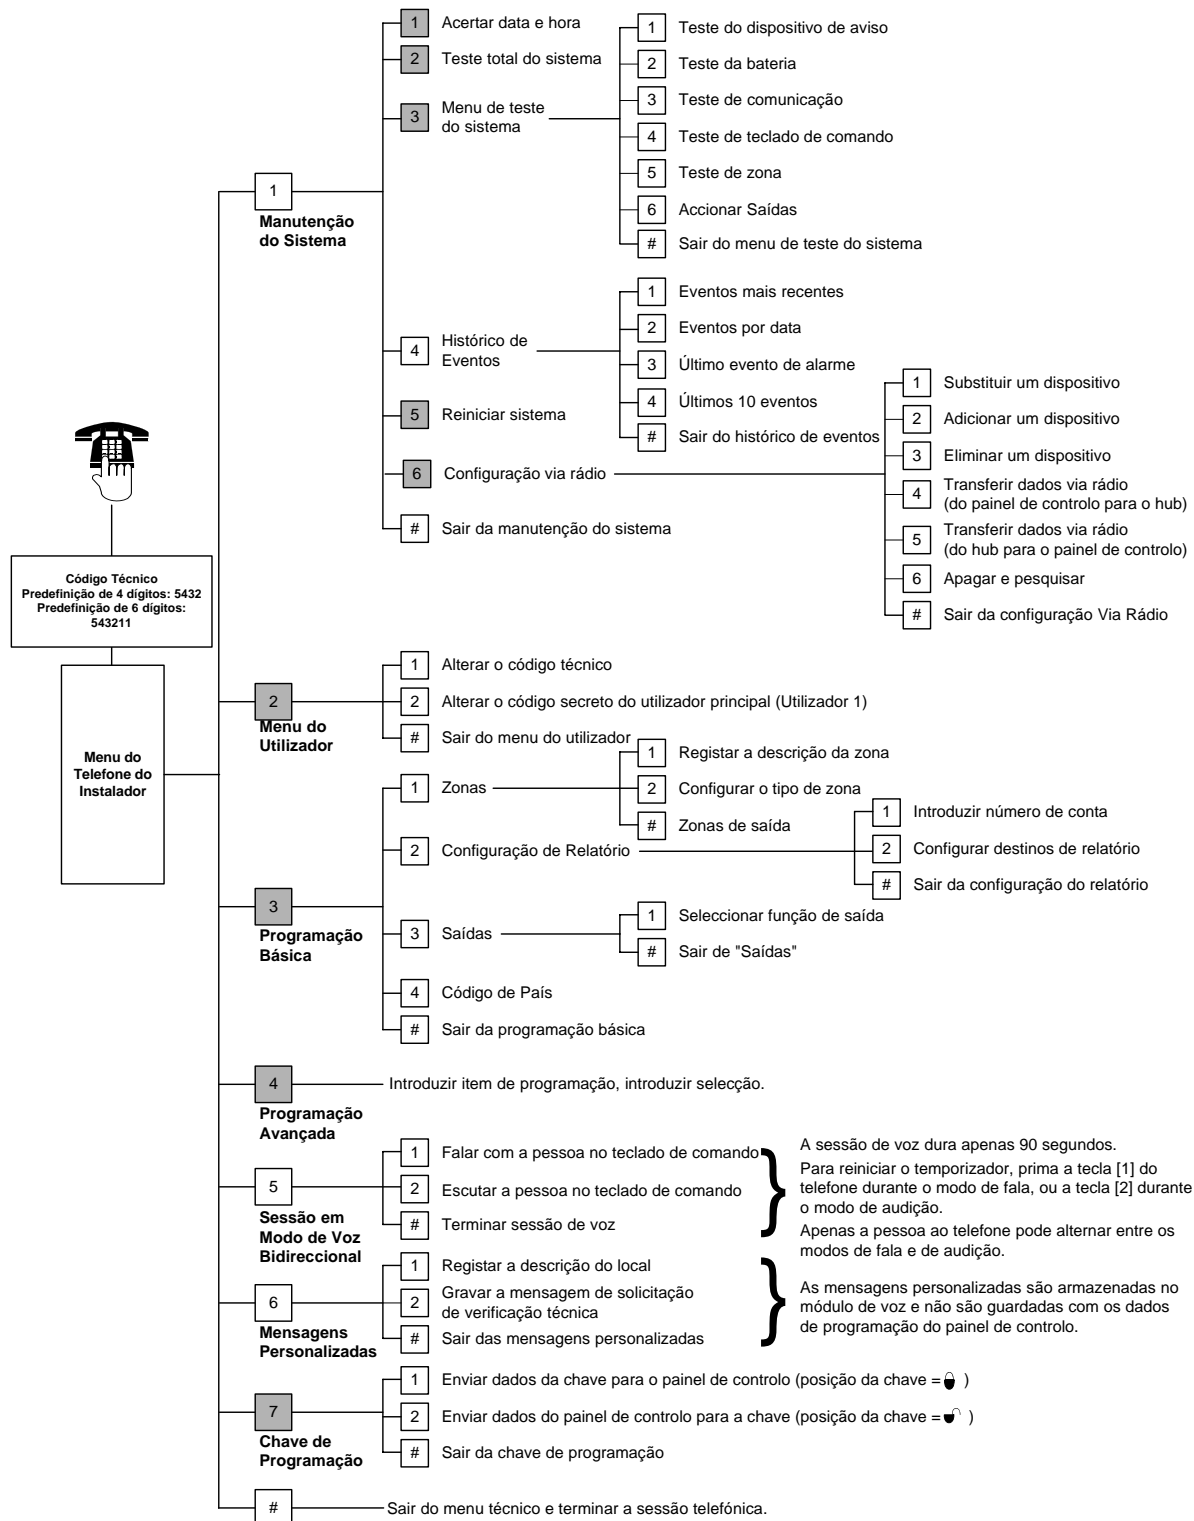 1 Acertar data e hora
2 Teste total do sistema
3 Menu de teste
do sistema
1 Teste do dispositivo de aviso
2 Teste da bateria
3 Teste de comunicação
4 Teste de teclado de comando
5 Teste de zona
6 Accionar Saídas
# Sair do menu de teste do sistema
1
Manutenção
do Sistema
4 Histórico de
Eventos
1 Eventos mais recentes
2 Eventos por data
3 Último evento de alarme
4 Últimos 10 eventos
# Sair do histórico de eventos
5 Reiniciar sistema
6 Configuração via rádio
1 Substituir um dispositivo
2 Adicionar um dispositivo
3 Eliminar um dispositivo
4 Transferir dados via rádio
(do painel de controlo para o hub)
5 Transferir dados via rádio
(do hub para o painel de controlo)
6 Apagar e pesquisar
# Sair da configuração Via Rádio
# Sair da manutenção do sistema
Código Técnico
Predefinição de 4 dígitos: 5432
Predefinição de 6 dígitos:
543211
Menu do
Telefone do
Instalador
2
Menu do
Utilizador
1 Alterar o código técnico
2 Alterar o código secreto do utilizador principal (Utilizador 1)
# Sair do menu do utilizador
3
Programação
Básica
1 Zonas
1 Registar a descrição da zona
2 Configurar o tipo de zona
# Zonas de saída
2 Configuração de Relatório
1 Introduzir número de conta
2 Configurar destinos de relatório
# Sair da configuração do relatório
3 Saídas
1 Seleccionar função de saída
# Sair de "Saídas"
4 Código de País
# Sair da programação básica
4
Programação
Avançada
Introduzir item de programação, introduzir selecção.
5
Sessão em
Modo de Voz
Bidireccional
1 Falar com a pessoa no teclado de comando
2 Escutar a pessoa no teclado de comando
# Terminar sessão de voz
}
A sessão de voz dura apenas 90 segundos.
Para reiniciar o temporizador, prima a tecla [1] do
telefone durante o modo de fala, ou a tecla [2] durante
o modo de audição.
Apenas a pessoa ao telefone pode alternar entre os
modos de fala e de audição.
6
Mensagens
Personalizadas
1 Registar a descrição do local
2 Gravar a mensagem de solicitação
de verificação técnica
# Sair das mensagens personalizadas
}
As mensagens personalizadas são armazenadas no
módulo de voz e não são guardadas com os dados
de programação do painel de controlo.
7
Chave de
Programação
1 Enviar dados da chave para o painel de controlo (posição da chave = )
2 Enviar dados do painel de controlo para a chave (posição da chave = )
# Sair da chave de programação
# Sair do menu técnico e terminar a sessão telefónica.